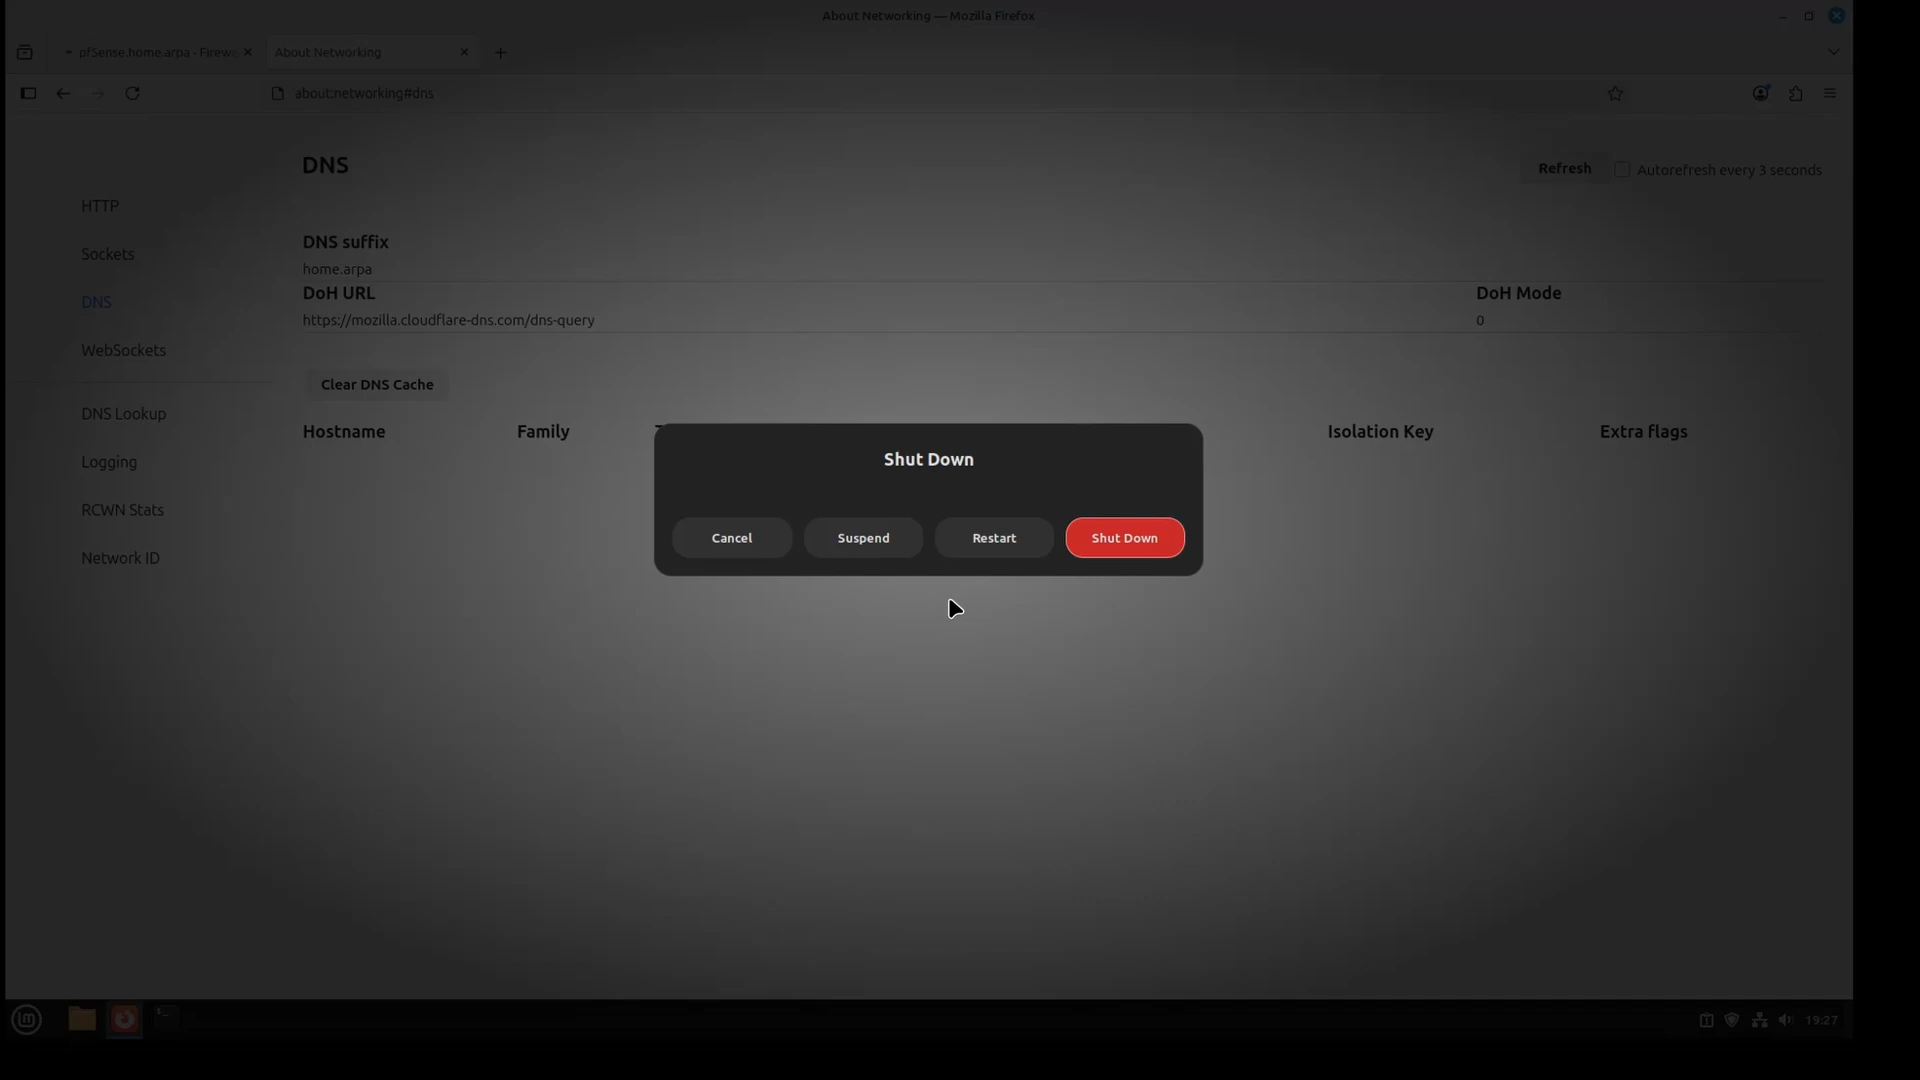 About Networking — Mozilla Firefox
pfSense.home.arpa - Firewa
About Networking
about:networking#dns
DNS
Refresh
Autorefresh every 3 seconds
HTTP
Sockets
DNS
WebSockets
DNS Lookup
Logging
RCWN Stats
Network ID
DNS suffix
home.arpa
DoH URL
DoH Mode
https://mozilla.cloudflare-dns.com/dns-query
0
Clear DNS Cache
Hostname
Family
Isolation Key
Extra flags
Shut Down
Cancel
Suspend
Restart
Shut Down
19:27